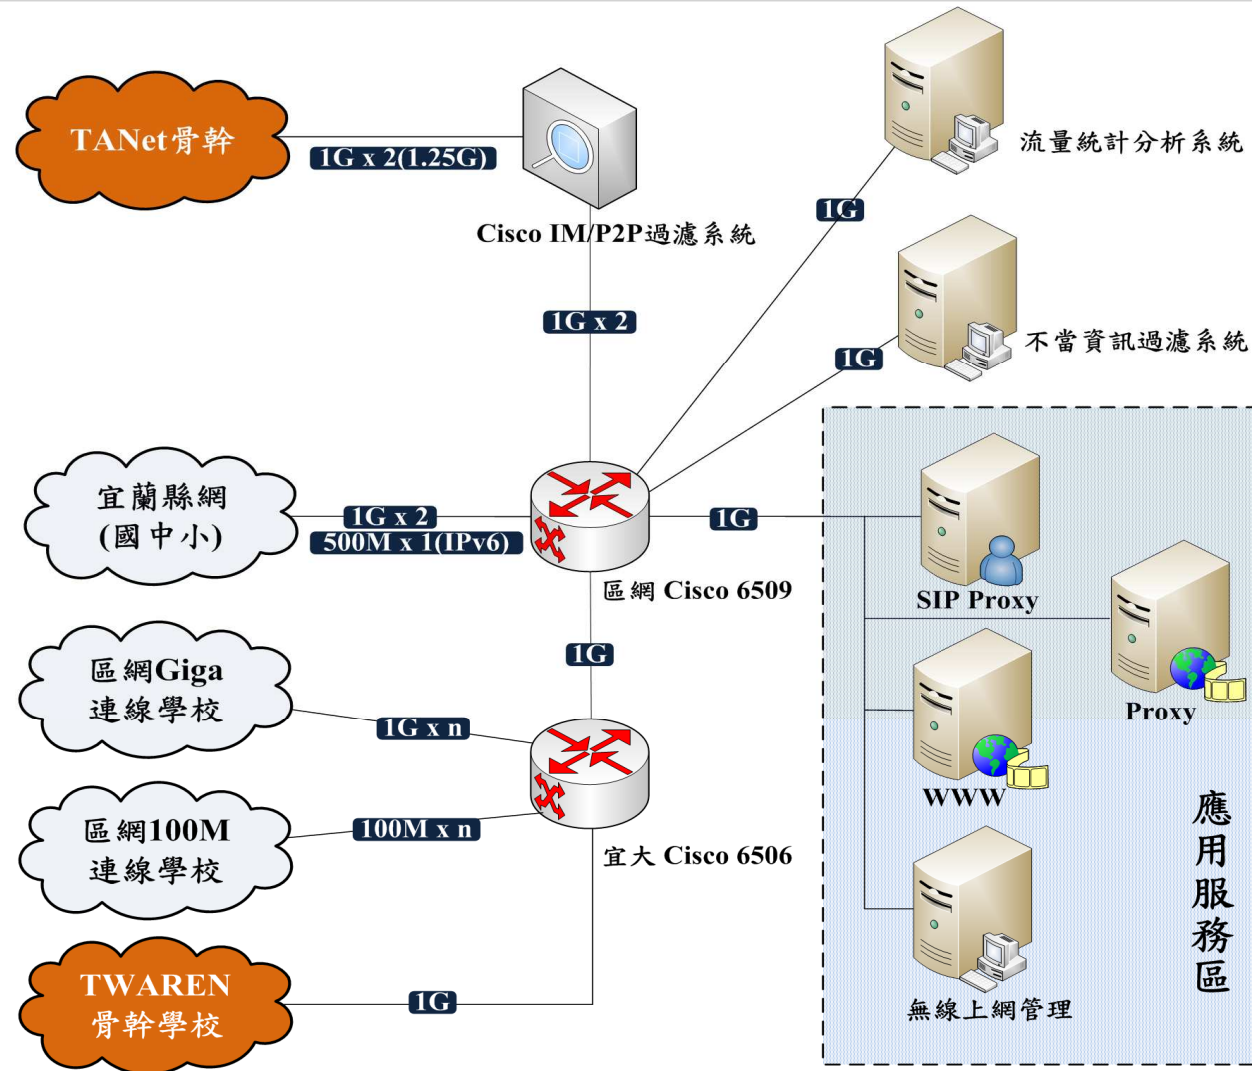 TANet骨幹
1G x 2(1.25G)
Cisco IM/P2P過濾系統
流量統計分析系統
1G
1G x 2
不當資訊過濾系統
1G
宜蘭縣網
(國中小)
1G x 2
500M x 1(IPv6)
1G
區網 Cisco 6509
SIP Proxy
1G
區網Giga
連線學校
1G x n
Proxy
WWW
區網100M
連線學校
100M x n
宜大 Cisco 6506
應用服務區
TWAREN
骨幹學校
1G
無線上網管理